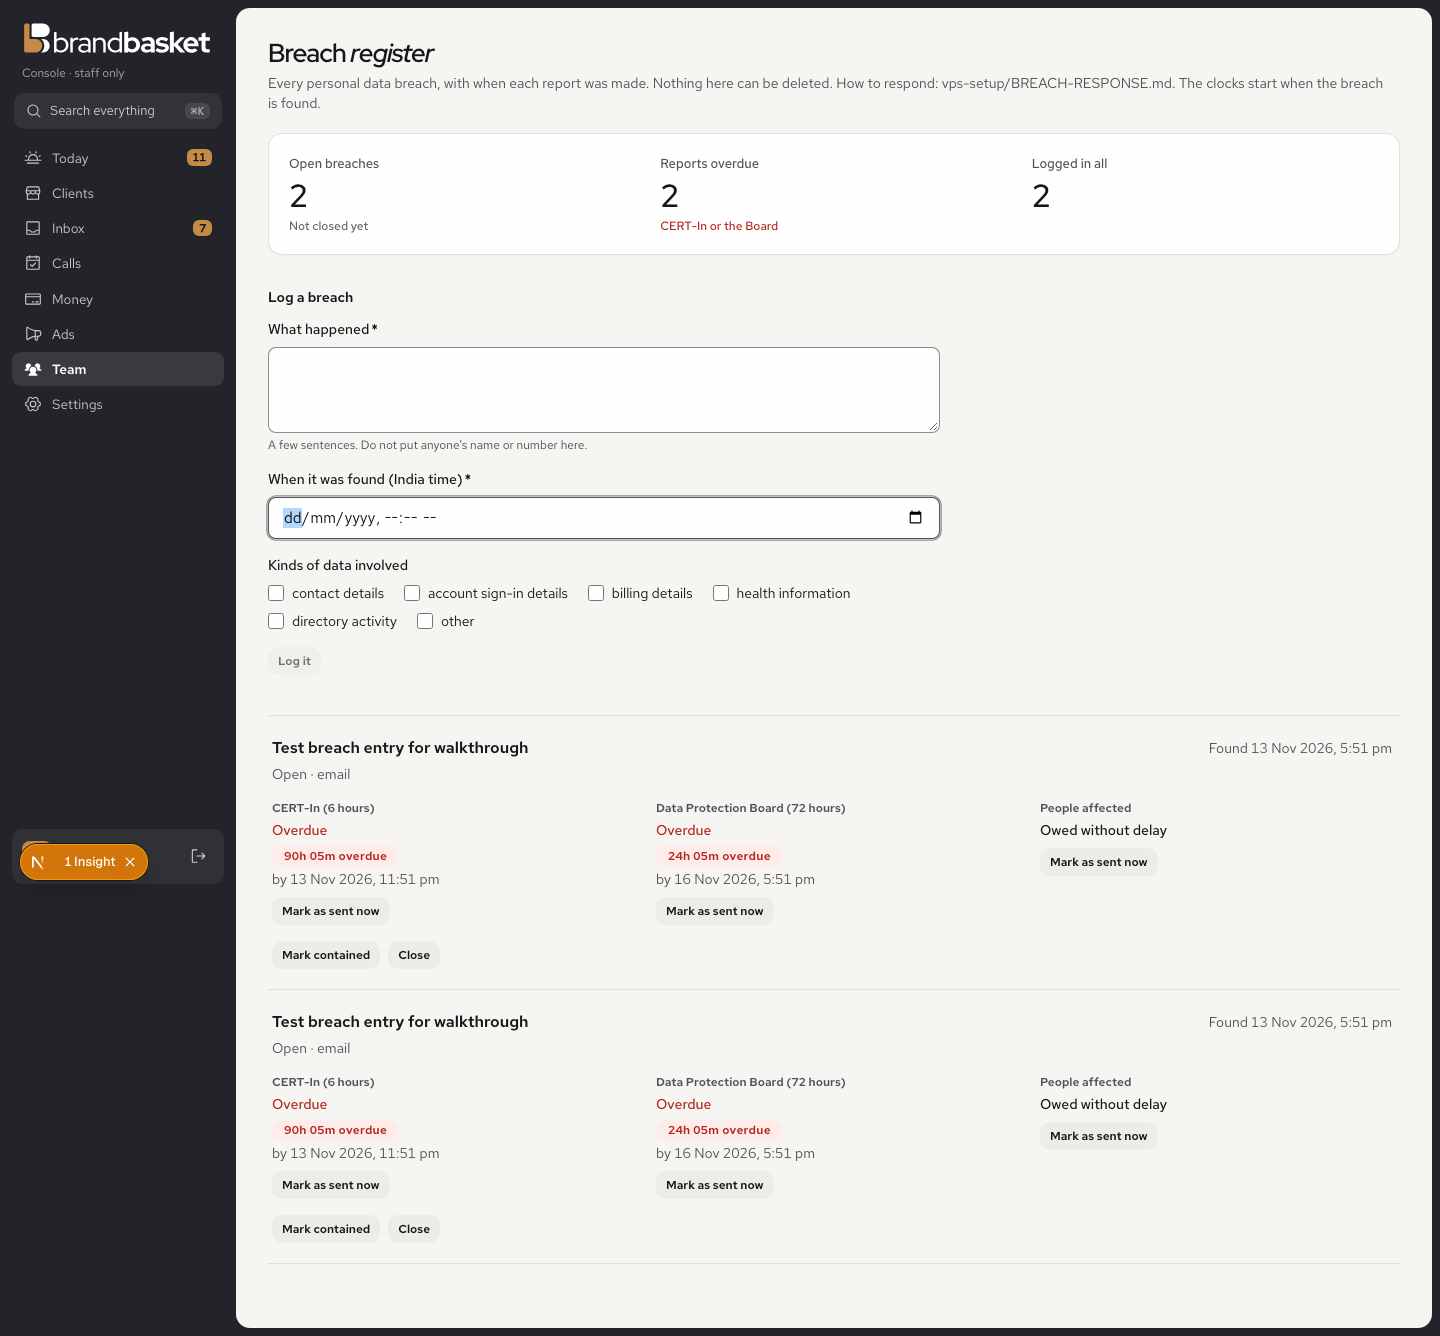 brandbasket
Console · staff only
Search everything ⌘K
Today 11
Clients
Inbox 7
Calls
Money
Ads
Team
Settings
1 Insight
Breach register
Every personal data breach, with when each report was made. Nothing here can be deleted. How to respond: vps-setup/BREACH-RESPONSE.md. The clocks start when the breach
is found.
Open breaches
2
Not closed yet
Reports overdue
2
CERT-In or the Board
Logged in all
2
Log a breach
What happened *
A few sentences. Do not put anyone's name or number here.
When it was found (India time) *
dd/mm/yyyy, --:-- --
Kinds of data involved
contact details account sign-in details billing details health information
directory activity other
Log it
Test breach entry for walkthrough Found 13 Nov 2026, 5:51 pm
Open · email
CERT-In (6 hours)
Overdue
90h 05m overdue
by 13 Nov 2026, 11:51 pm
Mark as sent now
Data Protection Board (72 hours)
Overdue
24h 05m overdue
by 16 Nov 2026, 5:51 pm
Mark as sent now
People affected
Owed without delay
Mark as sent now
Mark contained Close
Test breach entry for walkthrough Found 13 Nov 2026, 5:51 pm
Open · email
CERT-In (6 hours)
Overdue
90h 05m overdue
by 13 Nov 2026, 11:51 pm
Mark as sent now
Data Protection Board (72 hours)
Overdue
24h 05m overdue
by 16 Nov 2026, 5:51 pm
Mark as sent now
People affected
Owed without delay
Mark as sent now
Mark contained Close